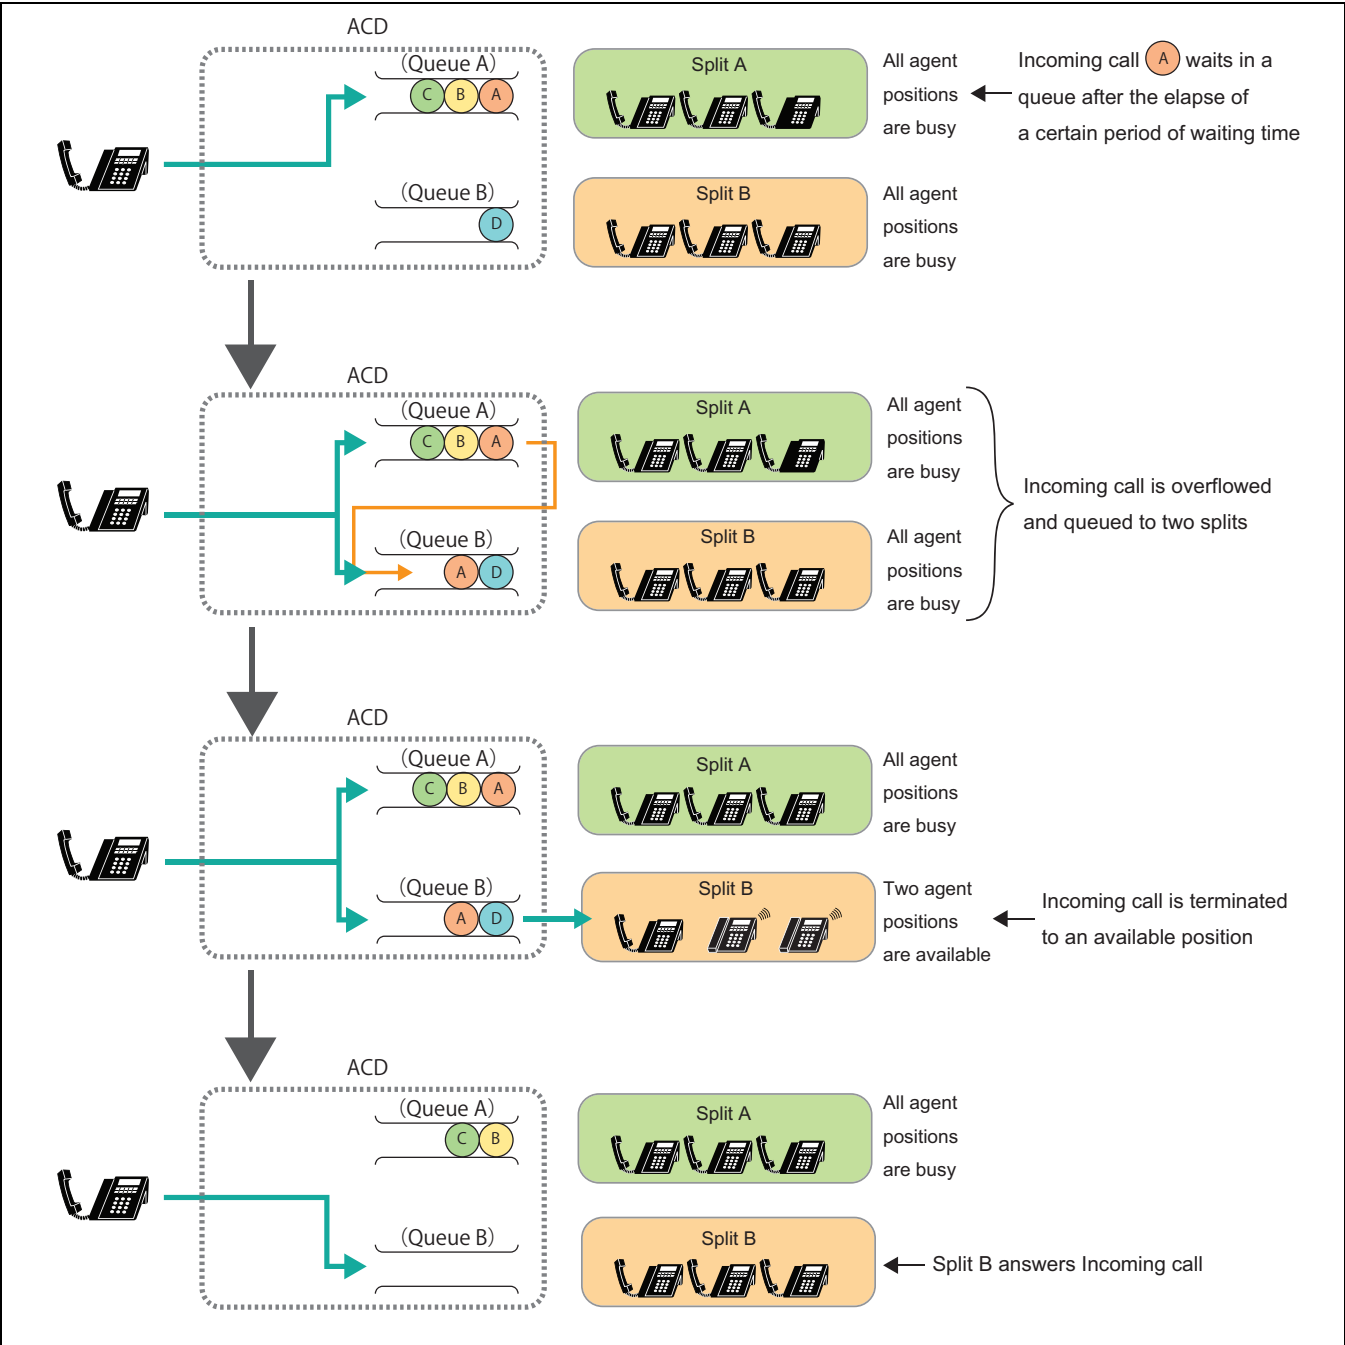 ACD
(Queue A)
C B A
(Queue B)
D
Split A
All agent
positions
are busy
Incoming call A waits in a
queue after the elapse of
a certain period of waiting time
Split B
All agent
positions
are busy
ACD
(Queue A)
C B A
(Queue B)
A D
Split A
All agent
positions
are busy
Split B
All agent
positions
are busy
Incoming call is overflowed
and queued to two splits
ACD
(Queue A)
C B A
(Queue B)
A D
Split A
All agent
positions
are busy
Split B
Two agent
positions
are available
Incoming call is terminated
to an available position
ACD
(Queue A)
C B
(Queue B)
Split A
All agent
positions
are busy
Split B
Split B answers Incoming call